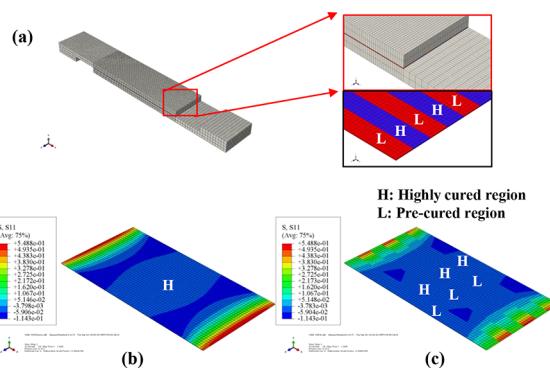 (a)
L
H
L
H
L
H: Highly cured region
L: Pre-cured region
S, S11
(Avg: 75%)
+5.488e-01
+4.935e-01
+4.383e-01
+3.830e-01
+3.278e-01
+2.725e-01
+2.173e-01
+1.620e-01
+1.067e-01
+5.146e-02
-3.798e-03
-5.906e-02
-1.143e-01
H
(b)
S, S11
(Avg: 75%)
+5.488e-01
+4.935e-01
+4.383e-01
+3.830e-01
+3.278e-01
+2.725e-01
+2.173e-01
+1.620e-01
+1.067e-01
+5.148e-02
-3.783e-03
-5.904e-02
-1.143e-01
H
L
H
L
H
L
(c)